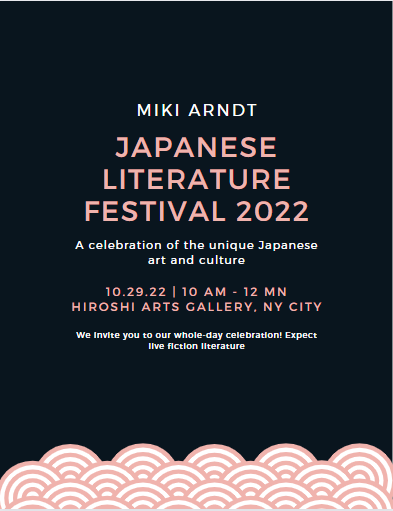 MIKI ARNDT
JAPANESE
LITERATURE
FESTIVAL 2022
A celebration of the unique Japanese
art and culture
10.29.22 | 10 AM - 12 MN
HIROSHI ARTS GALLERY, NY CITY
We invite you to our whole-day celebration! Expect
live fiction literature